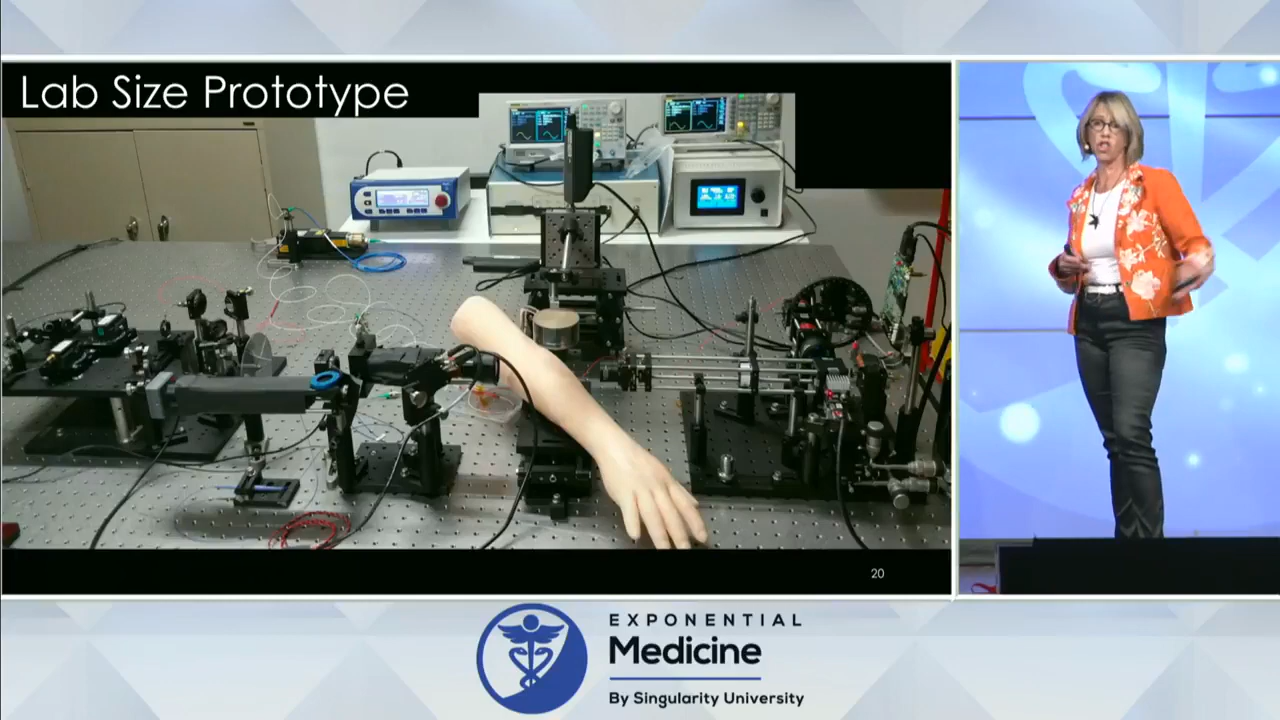 Lab Size Prototype
20
EXPONENTIAL
Medicine
By Singularity University